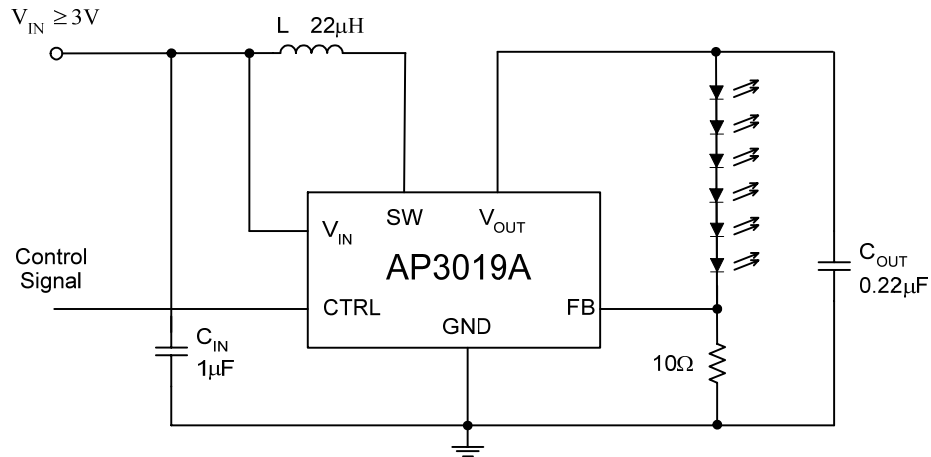 V_IN ≥ 3V
L 22μH
SW
V_OUT
V_IN
AP3019A
Control
Signal
CTRL
FB
GND
C_IN
1μF
10Ω
C_OUT
0.22μF